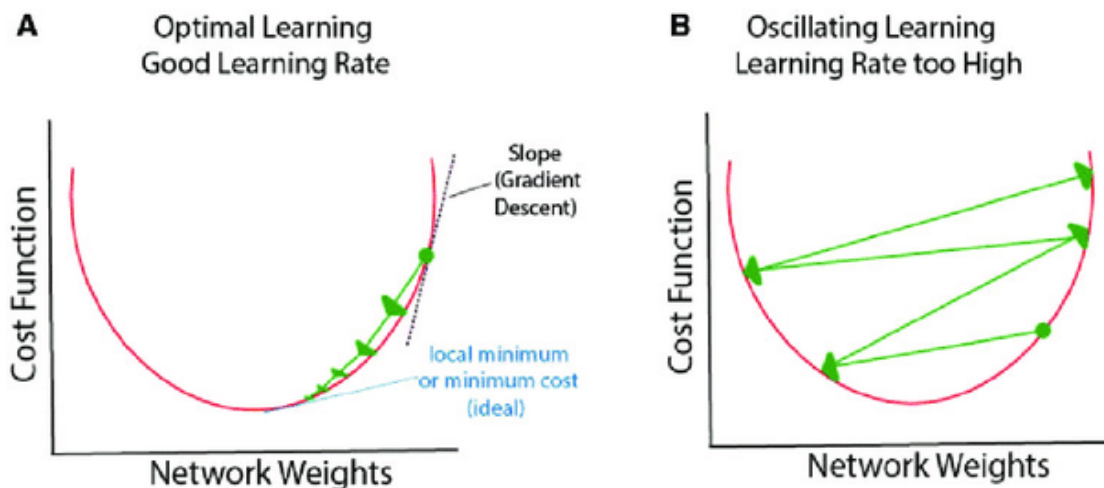 A
Optimal Learning
Good Learning Rate
Cost Function
Slope
(Gradient
Descent)
local minimum
or minimum cost
(ideal)
Network Weights
B
Oscillating Learning
Learning Rate too High
Cost Function
Network Weights